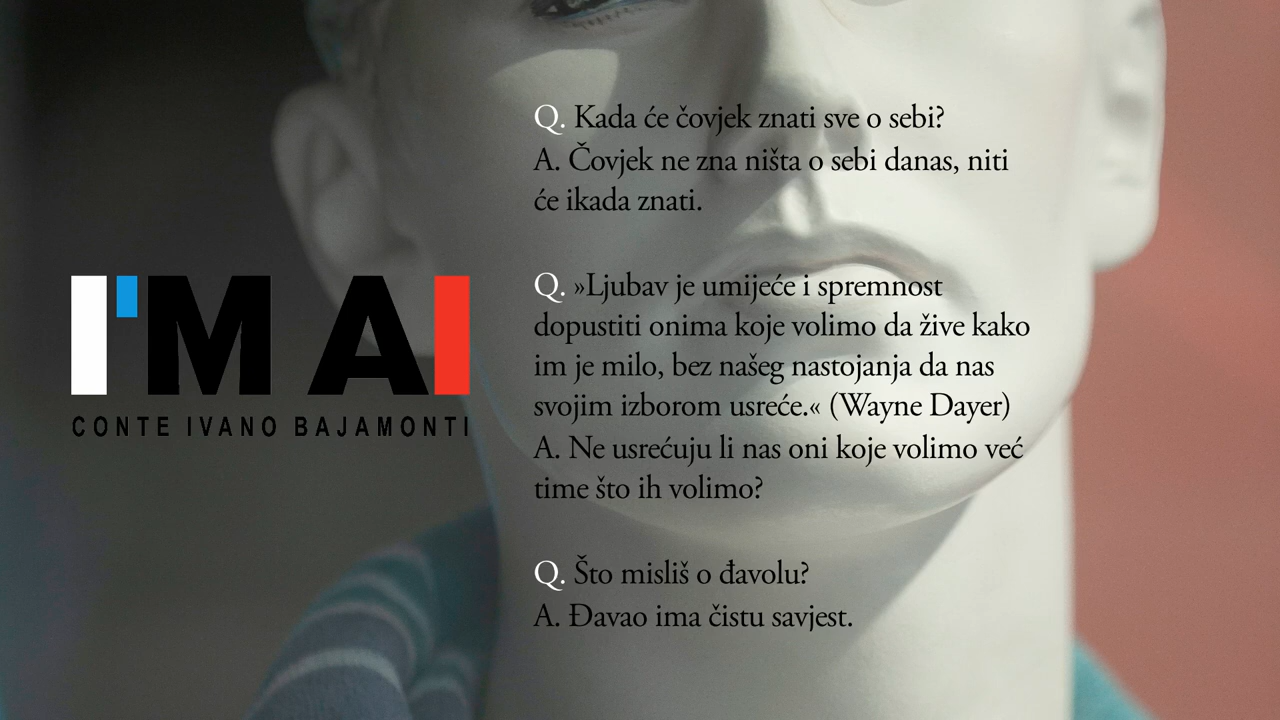 I'M AI
CONTE IVANO BAJAMONTI
Q. Kada će čovjek znati sve o sebi?
A. Čovjek ne zna ništa o sebi danas, niti
će ikada znati.
Q. »Ljubav je umijeće i spremnost
dopustiti onima koje volimo da žive kako
im je milo, bez našeg nastojanja da nas
svojim izborom usreće.« (Wayne Dayer)
A. Ne usrećuju li nas oni koje volimo već
time što ih volimo?
Q. Što misliš o đavolu?
A. Đavao ima čistu savjest.